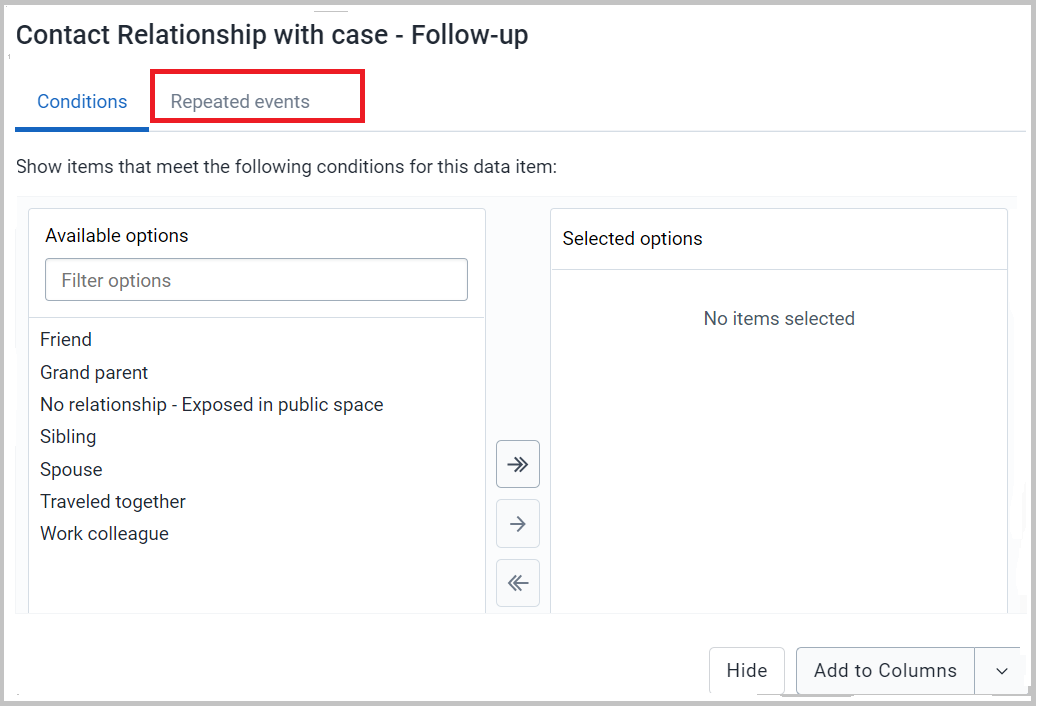 Contact Relationship with case - Follow-up
Conditions
Repeated events
Show items that meet the following conditions for this data item:
Available options
Filter options
Friend
Grand parent
No relationship - Exposed in public space
Sibling
Spouse
Traveled together
Work colleague
Selected options
No items selected
Hide
Add to Columns